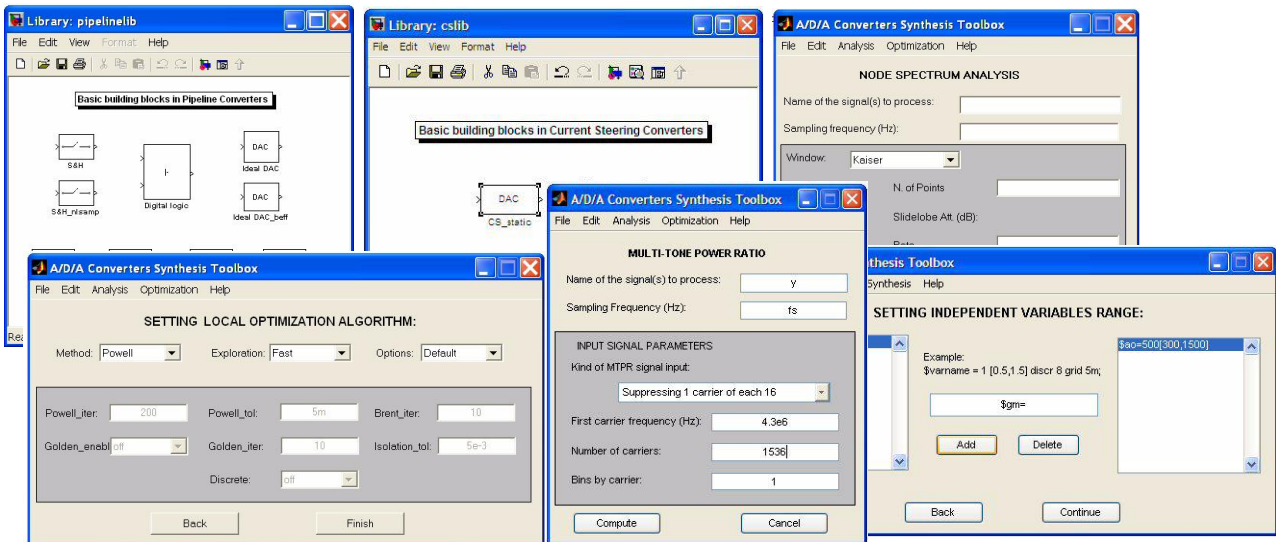 Library: pipelinelib
File Edit View Format Help
Basic building blocks in Pipeline Converters
S&H
Digital logic
DAC
Ideal DAC
S&H_nlsamp
DAC
Ideal DAC_beff
Library: cslib
File Edit View Format Help
Basic building blocks in Current Steering Converters
DAC
CS_static
A/D/A Converters Synthesis Toolbox
File Edit Analysis Optimization Help
NODE SPECTRUM ANALYSIS
Name of the signal(s) to process:
Sampling frequency (Hz):
Window: Kaiser
N. of Points
Slidelobe Att. (dB):
A/D/A Converters Synthesis Toolbox
File Edit Analysis Optimization Help
SETTING LOCAL OPTIMIZATION ALGORITHM:
Method: Powell Exploration: Fast Options: Default
Powell_iter: 200 Powell_tol: 5m Brent_iter: 10
Golden_enabl off Golden_iter: 10 Isolation_tol: 5e-3
Discrete: off
Back Finish
A/D/A Converters Synthesis Toolbox
File Edit Analysis Optimization Help
MULTI-TONE POWER RATIO
Name of the signal(s) to process: y
Sampling Frequency (Hz): fs
INPUT SIGNAL PARAMETERS
Kind of MTPR signal input:
Suppressing 1 carrier of each 16
First carrier frequency (Hz): 4.3e6
Number of carriers: 1536
Bins by carrier: 1
Compute Cancel
thesis Toolbox
Synthesis Help
SETTING INDEPENDENT VARIABLES RANGE:
Example:
$varname = 1 [0.5,1.5] discr 8 grid 5m;
$gm=
Add Delete
$ao=500[300,1500]
Back Continue